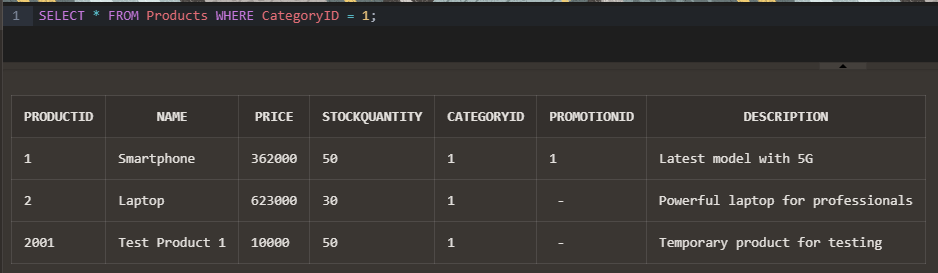 1 SELECT * FROM Products WHERE CategoryID = 1;
PRODUCTID NAME PRICE STOCKQUANTITY CATEGORYID PROMOTIONID DESCRIPTION
1 Smartphone 362000 50 1 1 Latest model with 5G
2 Laptop 623000 30 1 - Powerful laptop for professionals
2001 Test Product 1 10000 50 1 - Temporary product for testing